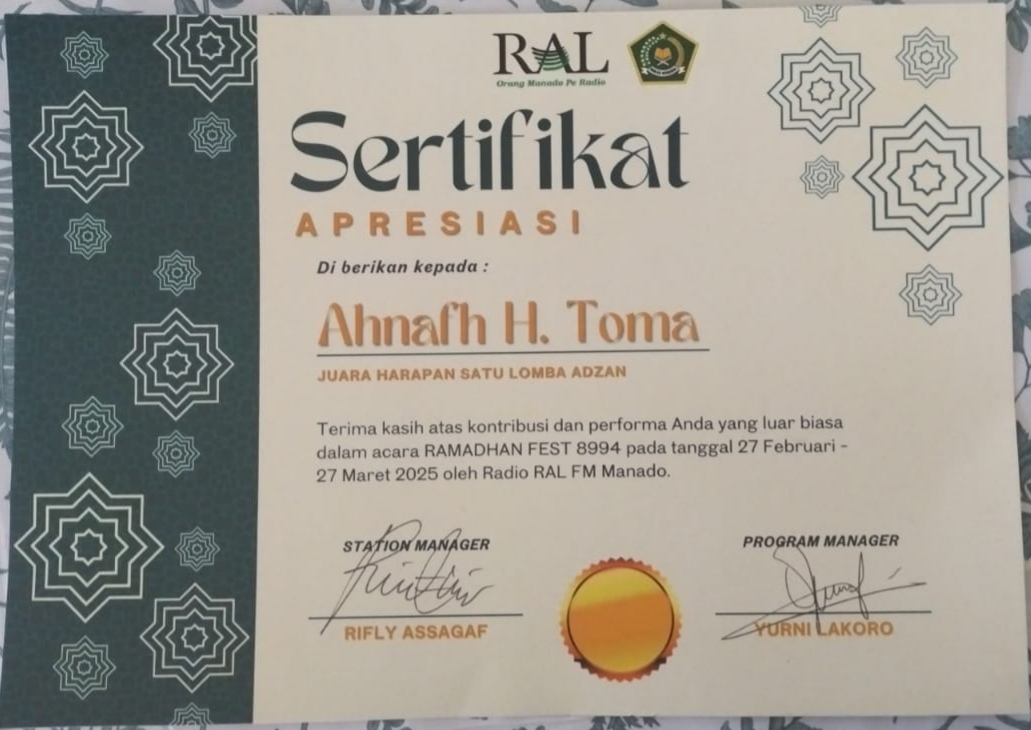 RAL
Orang Manado Pe Radio
Sertifikat
APRESIASI
Di berikan kepada :
Ahnafh H. Toma
JUARA HARAPAN SATU LOMBA ADZAN
Terima kasih atas kontribusi dan performa Anda yang luar biasa
dalam acara RAMADHAN FEST 8994 pada tanggal 27 Februari -
27 Maret 2025 oleh Radio RAL FM Manado.
STATION MANAGER
RIFLY ASSAGAF
PROGRAM MANAGER
YURNI LAKORO